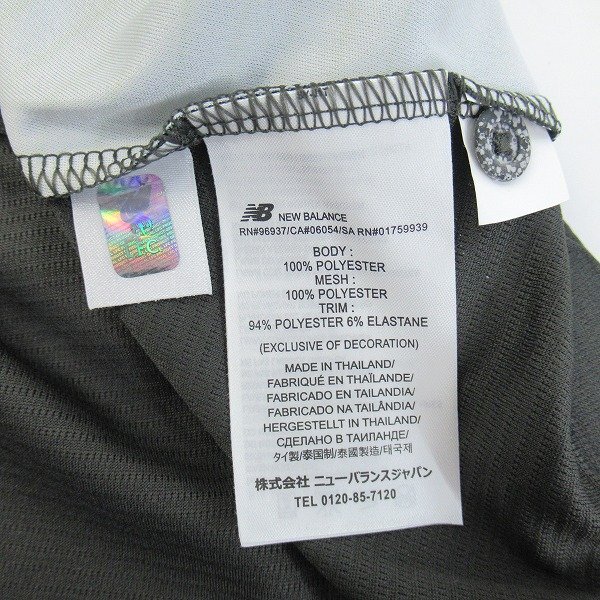 NB NEW BALANCE
RN#96937/CA#06054/SA RN#01759939
BODY :
100% POLYESTER
MESH :
100% POLYESTER
TRIM :
94% POLYESTER 6% ELASTANE
(EXCLUSIVE OF DECORATION)
MADE IN THAILAND/
FABRIQUÉ EN THAÏLANDE/
FABRICADO EN TAILANDIA/
FABRICADO NA TAILÂNDIA/
HERGESTELLT IN THAILAND/
СДЕЛАНО В ТАИЛАНДЕ/
タイ製/泰国制/泰國製造/태국제
株式会社 ニューバランスジャパン
TEL 0120-85-7120